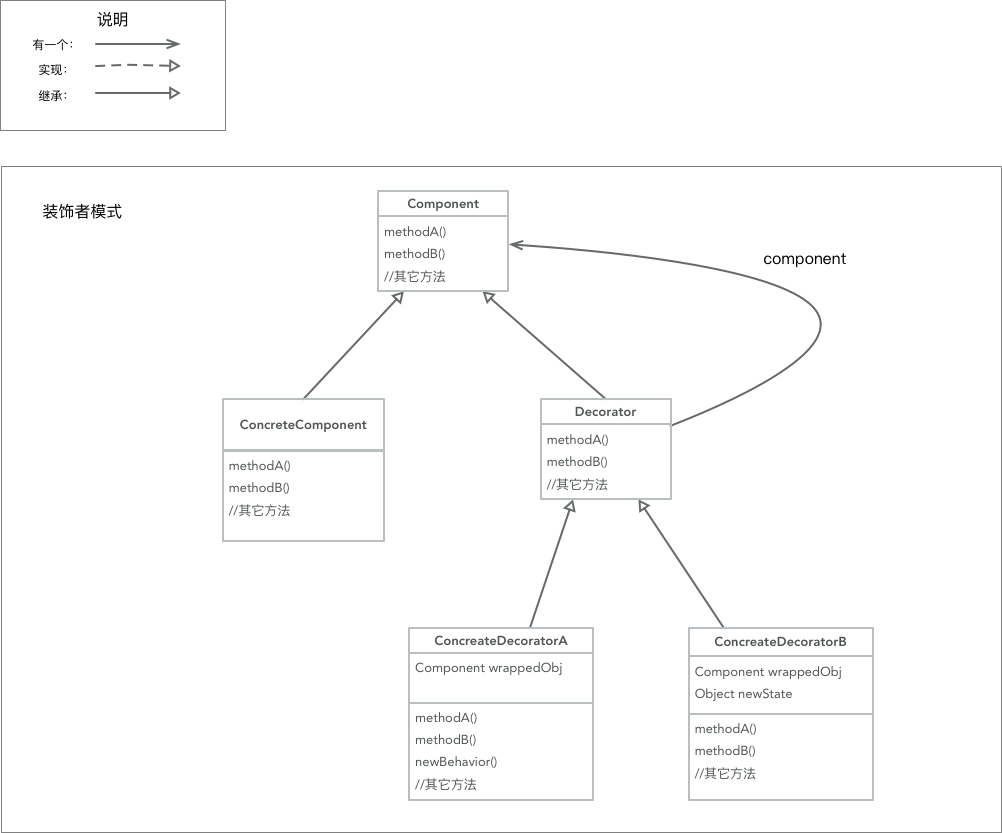 说明
有一个：
实现：
继承：
装饰者模式
Component
methodA()
methodB()
//其它方法
component
ConcreteComponent
methodA()
methodB()
//其它方法
Decorator
methodA()
methodB()
//其它方法
ConcreateDecoratorA
Component wrappedObj
methodA()
methodB()
newBehavior()
//其它方法
ConcreateDecoratorB
Component wrappedObj
Object newState
methodA()
methodB()
//其它方法